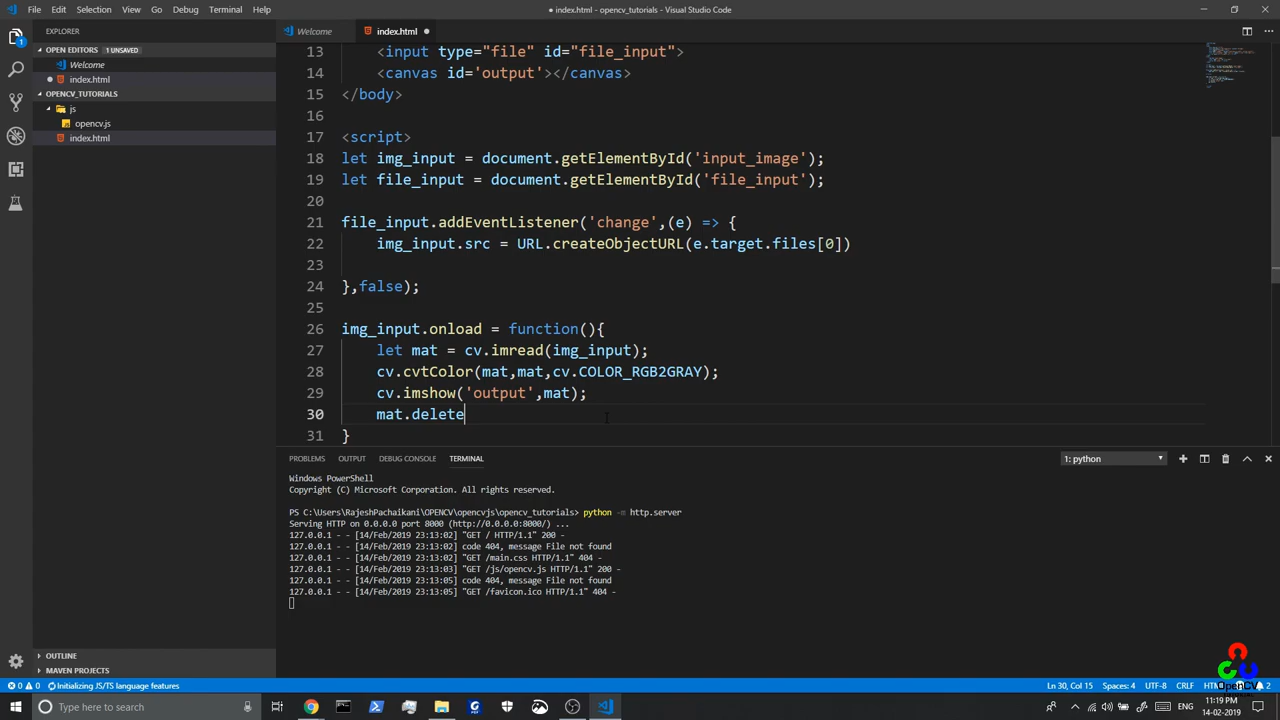 File Edit Selection View Go Debug Terminal Help
● index.html - opencv_tutorials - Visual Studio Code
EXPLORER
OPEN EDITORS 1 UNSAVED
Welcome
index.html
OPENCV_TUTORIALS
js
opencv.js
index.html
OUTLINE
MAVEN PROJECTS
Welcome index.html
13 <input type="file" id="file_input">
14 <canvas id='output'></canvas>
15 </body>
16
17 <script>
18 let img_input = document.getElementById('input_image');
19 let file_input = document.getElementById('file_input');
20
21 file_input.addEventListener('change',(e) => {
22 img_input.src = URL.createObjectURL(e.target.files[0])
23
24 },false);
25
26 img_input.onload = function(){
27 let mat = cv.imread(img_input);
28 cv.cvtColor(mat,mat,cv.COLOR_RGB2GRAY);
29 cv.imshow('output',mat);
30 mat.delete
31 }
PROBLEMS OUTPUT DEBUG CONSOLE TERMINAL 1: python
Windows PowerShell
Copyright (C) Microsoft Corporation. All rights reserved.
PS C:\Users\RajeshPachaikani\OPENCV\opencvjs\opencv_tutorials> python -m http.server
Serving HTTP on 0.0.0.0 port 8000 (http://0.0.0.0:8000/) ...
127.0.0.1 - - [14/Feb/2019 23:13:02] "GET / HTTP/1.1" 200 -
127.0.0.1 - - [14/Feb/2019 23:13:02] code 404, message File not found
127.0.0.1 - - [14/Feb/2019 23:13:02] "GET /main.css HTTP/1.1" 404 -
127.0.0.1 - - [14/Feb/2019 23:13:03] "GET /js/opencv.js HTTP/1.1" 200 -
127.0.0.1 - - [14/Feb/2019 23:13:05] code 404, message File not found
127.0.0.1 - - [14/Feb/2019 23:13:05] "GET /favicon.ico HTTP/1.1" 404 -
0 0 Initializing JS/TS language features
Ln 30, Col 15 Spaces: 4 UTF-8 CRLF 2
OpenCV
Type here to search
ENG 11:19 PM
14-02-2019